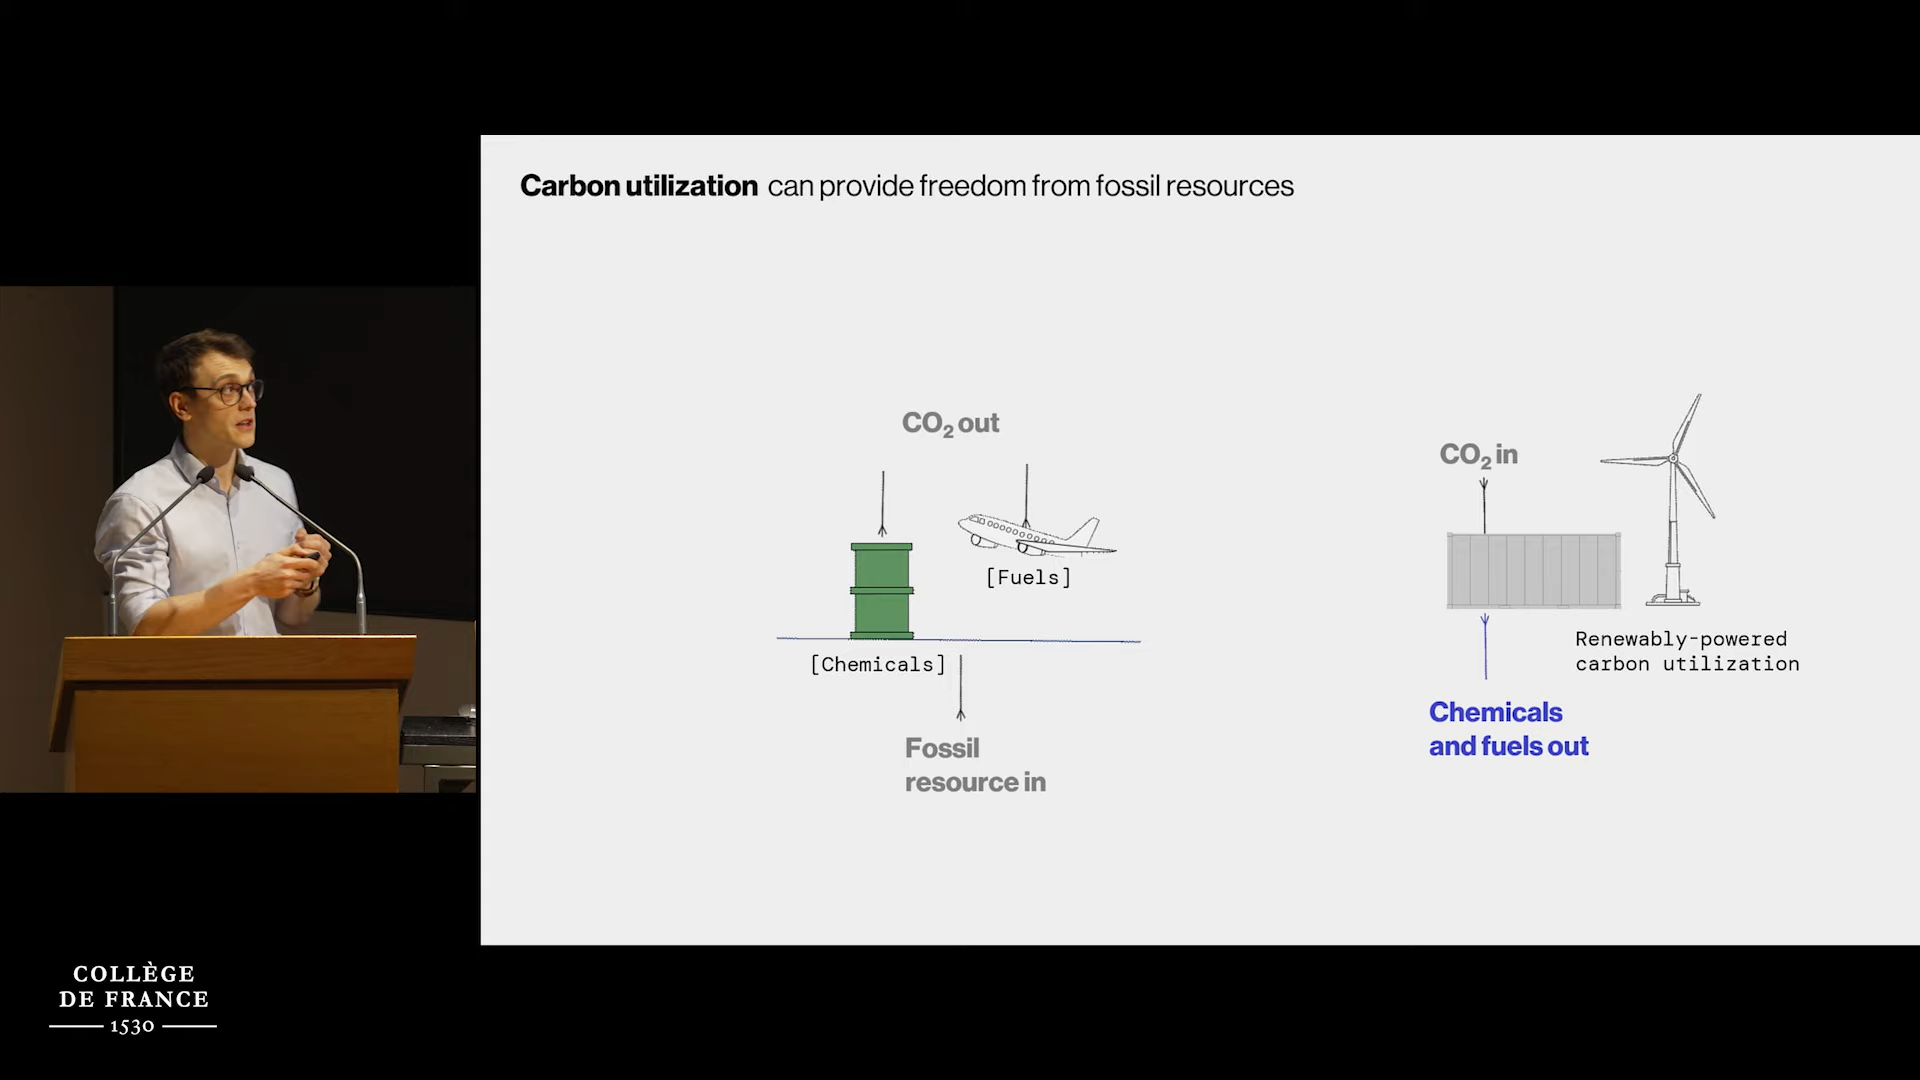 Carbon utilization can provide freedom from fossil resources
CO₂ out
[Fuels]
[Chemicals]
Fossil
resource in
CO₂ in
Renewably-powered
carbon utilization
Chemicals
and fuels out
COLLÈGE
DE FRANCE
1530